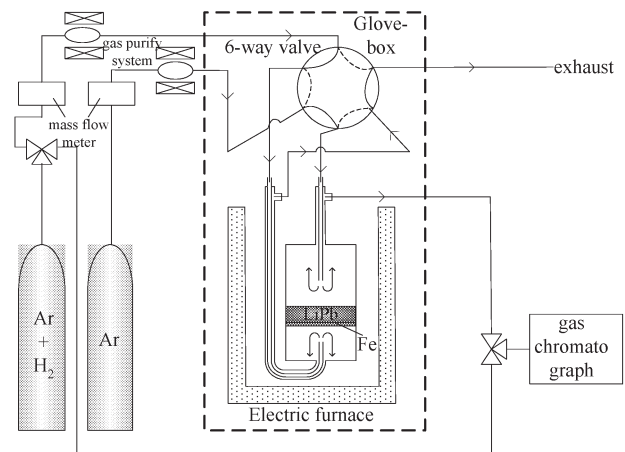 Glove-
box
6-way valve
gas purify
system
exhaust
mass flow
meter
Ar
+
H2
Ar
LiPb
Fe
gas
chromato
graph
Electric furnace